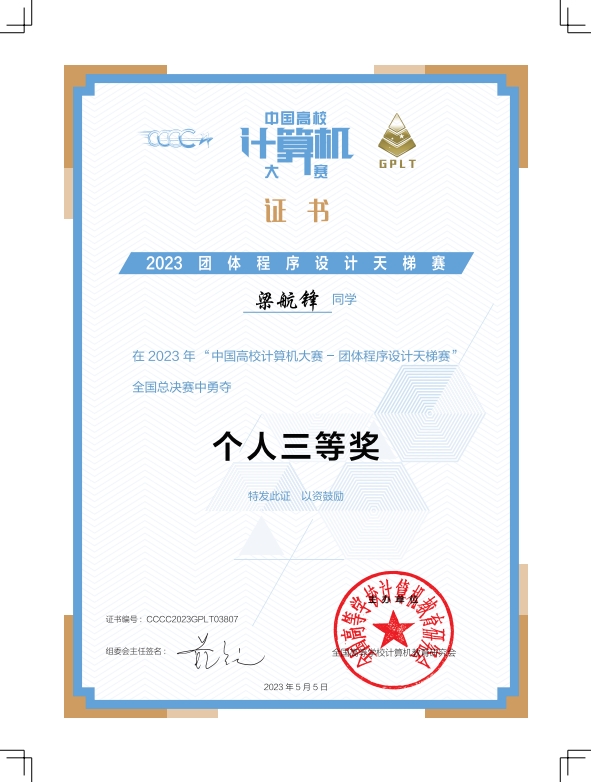 CCCC
中国高校
计算机
大赛
GPLT
证书
2023 团体程序设计天梯赛
梁航锋 同学
在 2023 年“中国高校计算机大赛－团体程序设计天梯赛”
全国总决赛中勇夺
个人三等奖
特发此证 以资鼓励
主办单位
全国高等学校计算机教育研究会
证书编号：CCCC2023GPLT03807
组委会主任签名：
全国高等学校计算机教育研究会
2023 年 5 月 5 日